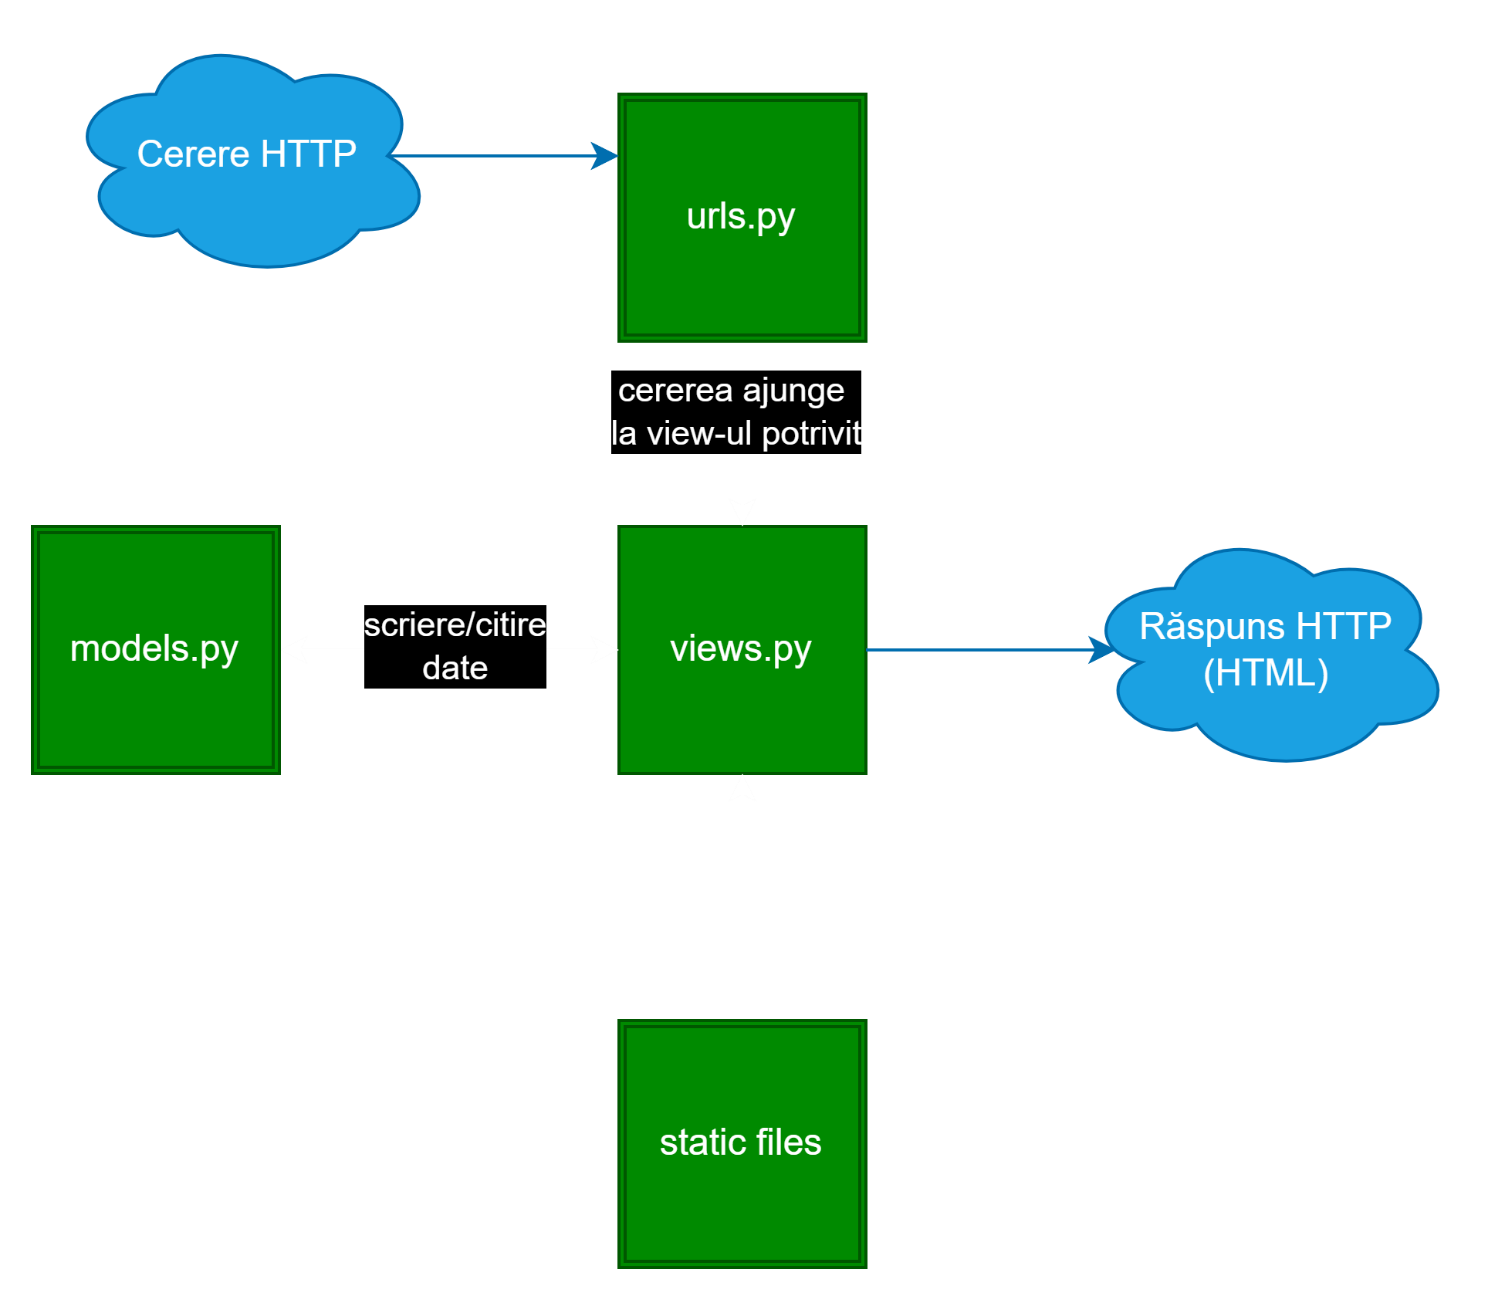 Cerere HTTP
urls.py
cererea ajunge
la view-ul potrivit
models.py
scriere/citire
date
views.py
Răspuns HTTP
(HTML)
static files